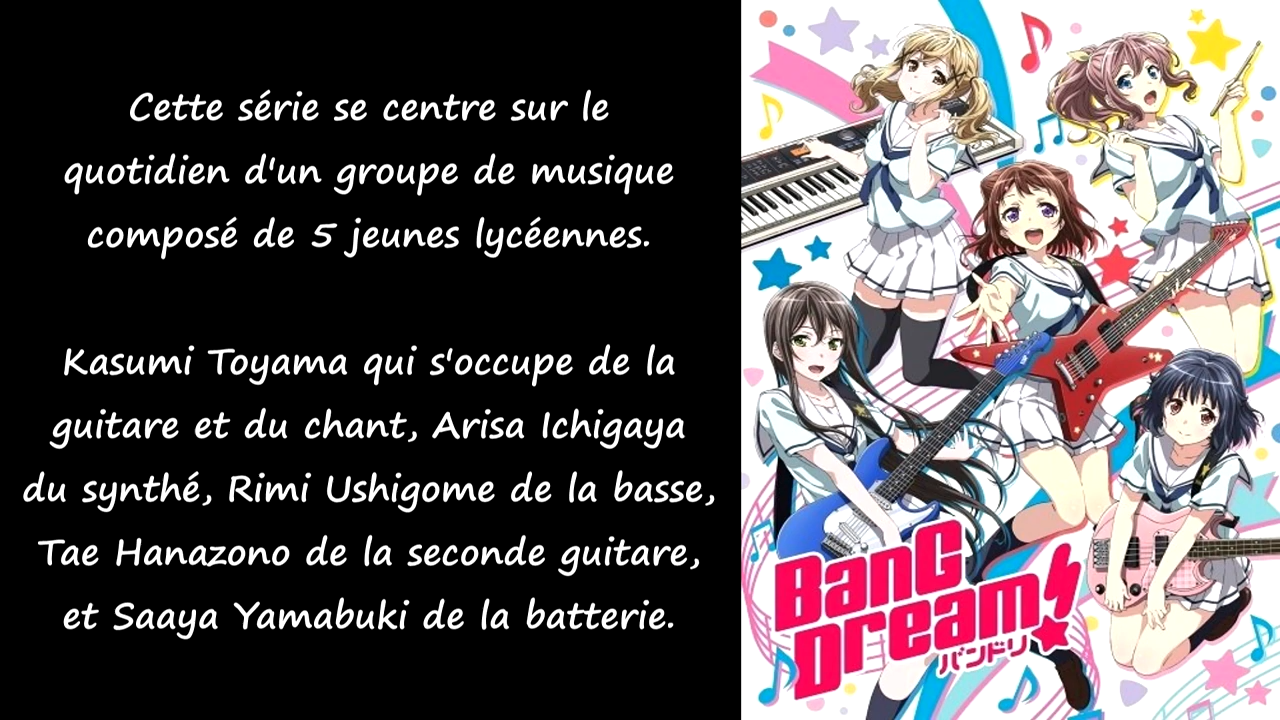 Cette série se centre sur le
quotidien d'un groupe de musique
composé de 5 jeunes lycéennes.
Kasumi Toyama qui s'occupe de la
guitare et du chant, Arisa Ichigaya
du synthé, Rimi Ushigome de la basse,
Tae Hanazono de la seconde guitare,
et Saaya Yamabuki de la batterie.
BanG
Dream!
バンドリ